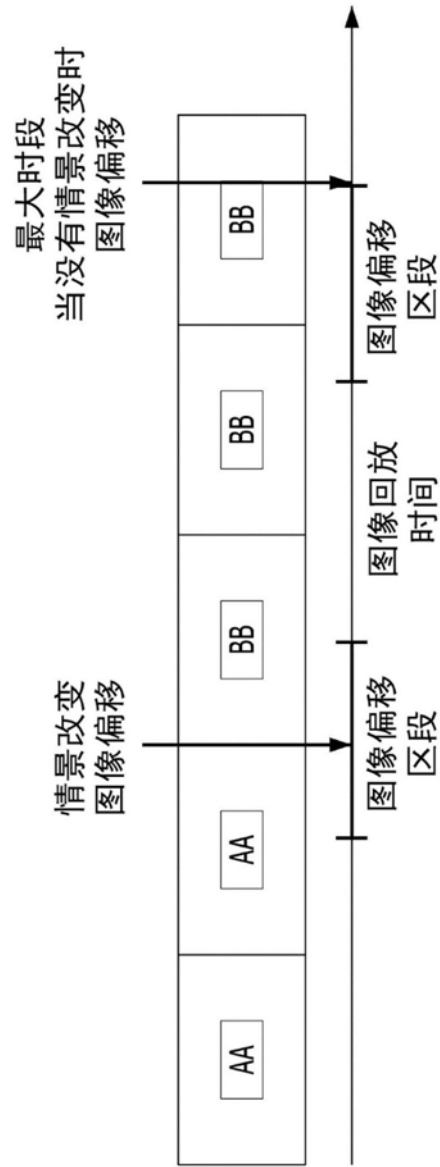 情景改变
图像偏移
最大时段
当没有情景改变时
图像偏移
AA
AA
BB
BB
BB
图像偏移
区段
图像回放
时间
图像偏移
区段